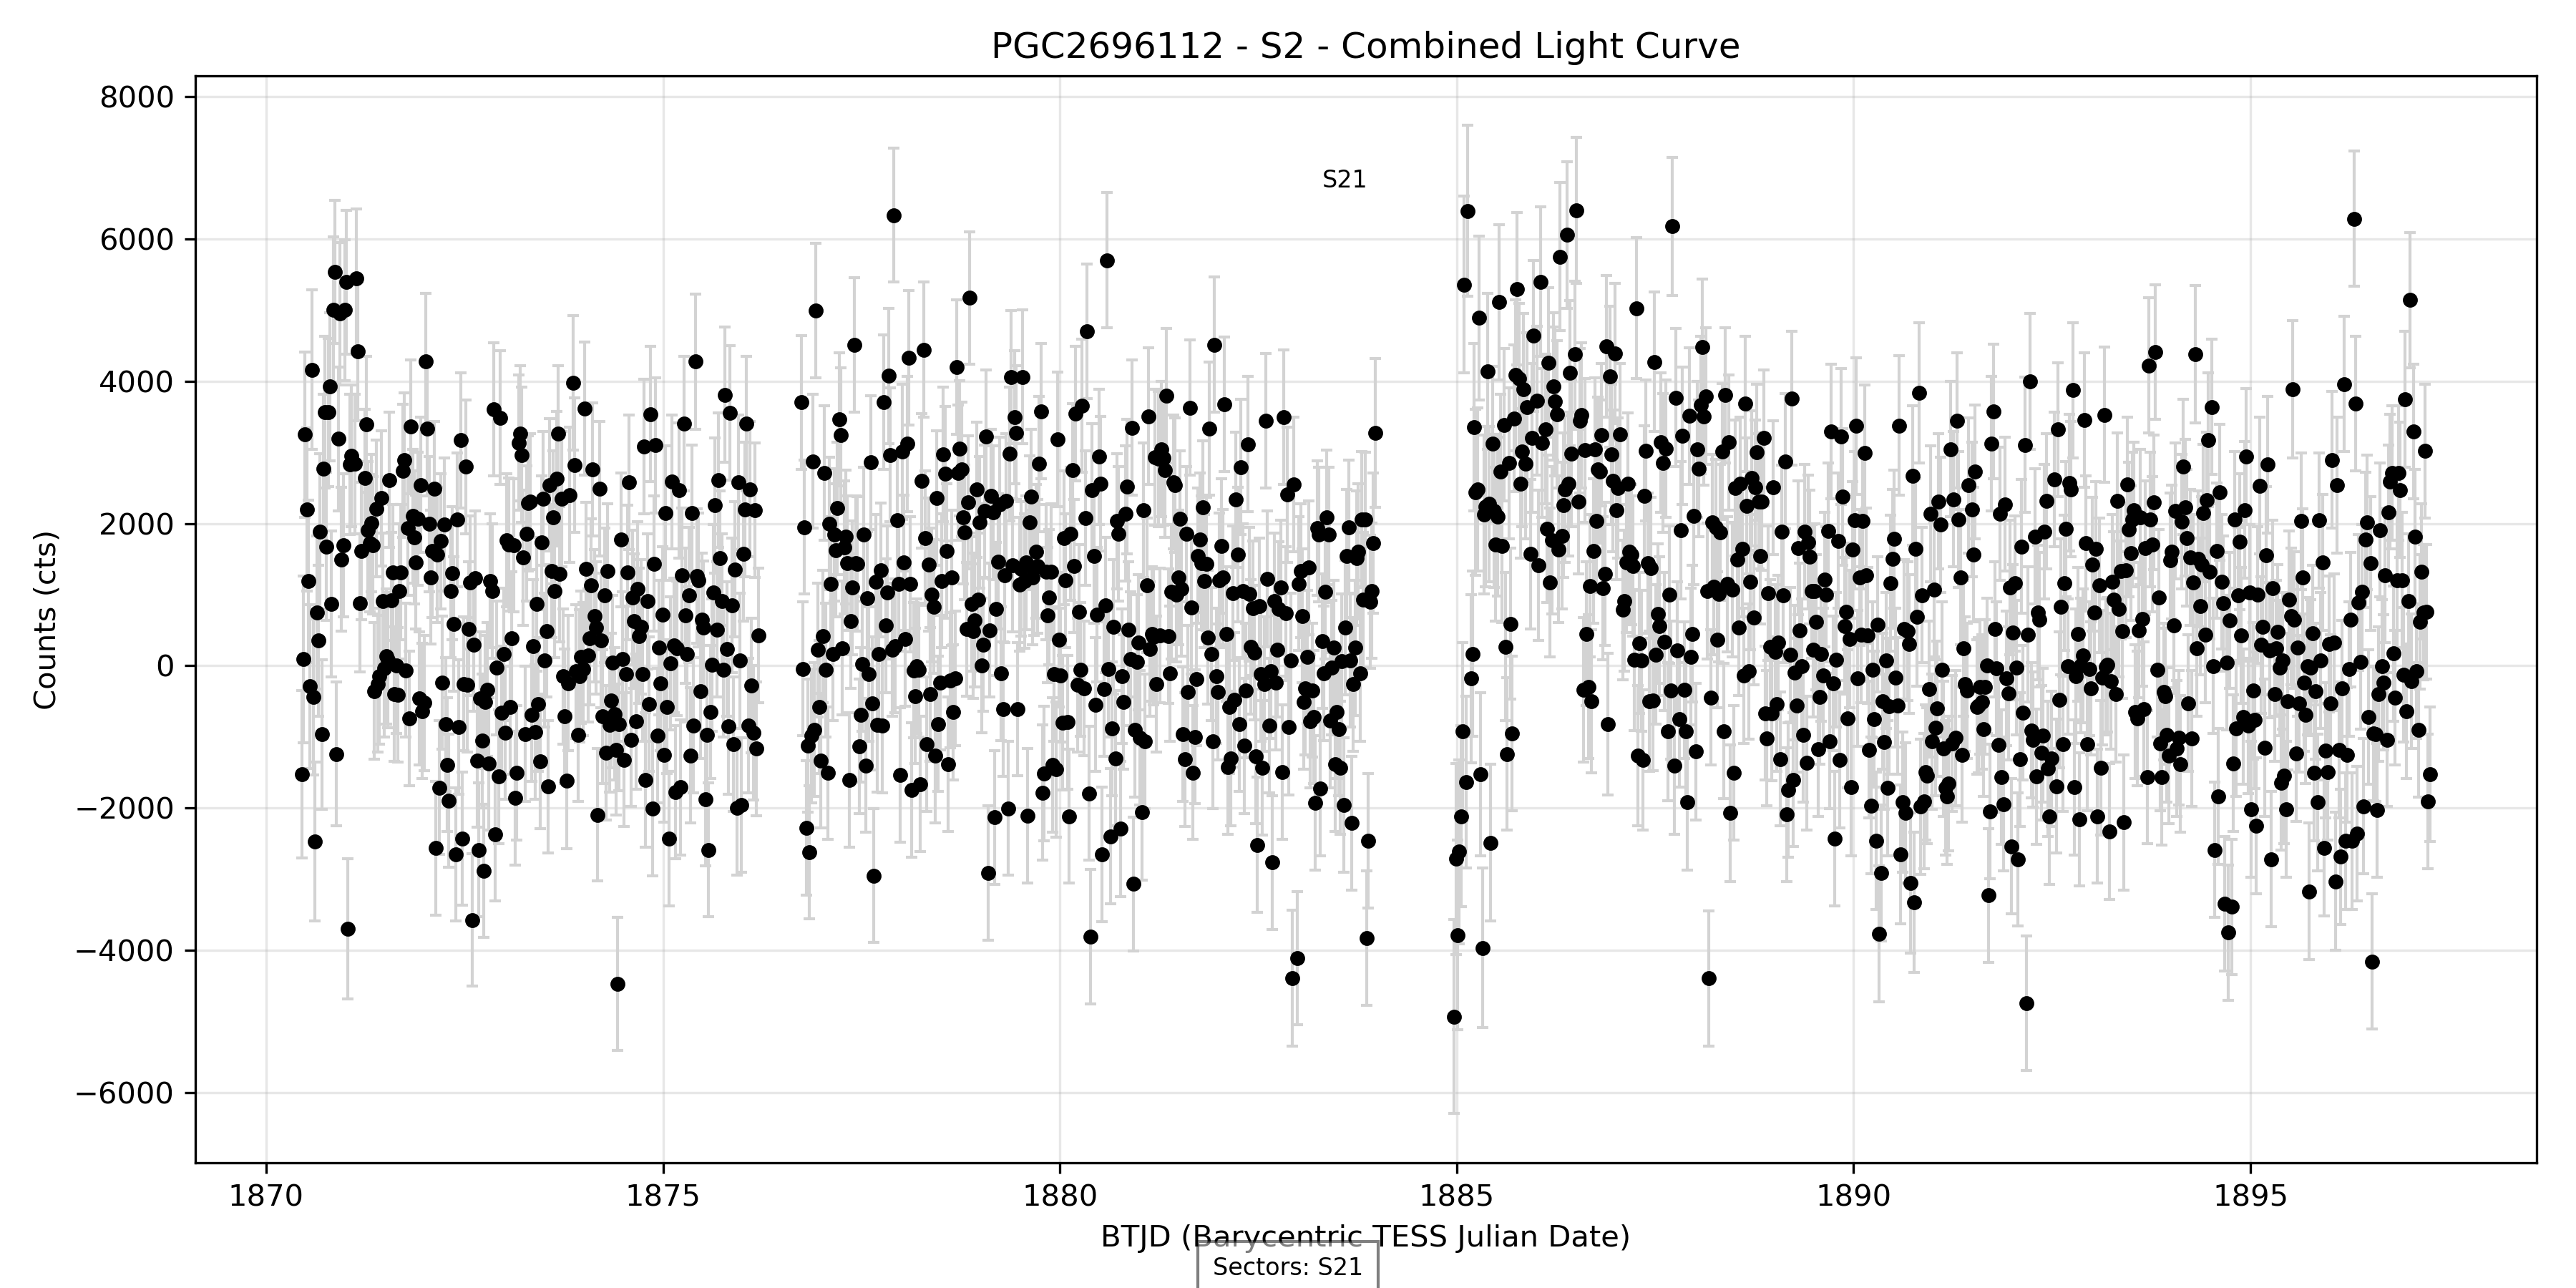 PGC2696112 - S2 - Combined Light Curve
8000
6000
4000
2000
0
−2000
−4000
−6000
Counts (cts)
S21
1870 1875 1880 1885 1890 1895
BTJD (Barycentric TESS Julian Date)
Sectors: S21